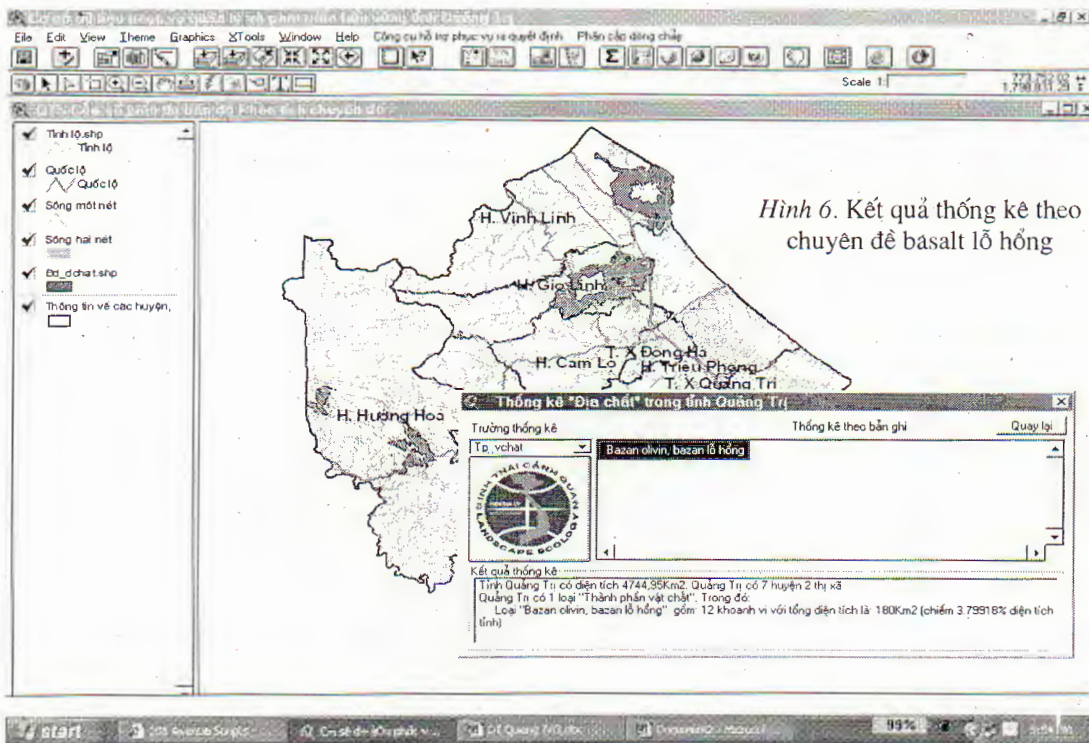 File Edit View Theme Graphics XTools Window Help Công cụ hỗ trợ phục vụ ra quyết định Phân cấp dòng chảy
Scale 1:
Tỉnh lộ.shp
Tỉnh lộ
Quốc lộ
Quốc lộ
Sông một nét
Sông hai nét
Bd_dchat.shp
Thông tin về các huyện,
H. Vĩnh Linh
Hình 6. Kết quả thống kê theo
chuyên đề basalt lỗ hổng
H. Gio Linh
T. X Đông Hà
H. Cam Lộ
H. Triệu Phong
T. X Quảng Trị
H. Hướng Hoá
Thống kê "Địa chất" trong tỉnh Quảng Trị
Trường thống kê
Thống kê theo bản ghi
Quay lại
Tp_vchat
Bazan olivin, bazan lỗ hổng
SINH THÁI CẢNH QUAN
LANDSCAPE ECOLOGY
Kết quả thống kê
Tỉnh Quảng Trị có diện tích 4744,95Km2. Quảng Trị có 7 huyện 2 thị xã
Quảng Trị có 1 loại "Thành phần vật chất". Trong đó:
Loại "Bazan olivin, bazan lỗ hổng" gồm: 12 khoanh vi với tổng diện tích là: 180Km2 (chiếm 3.79918% diện tích
tỉnh)
start
99%